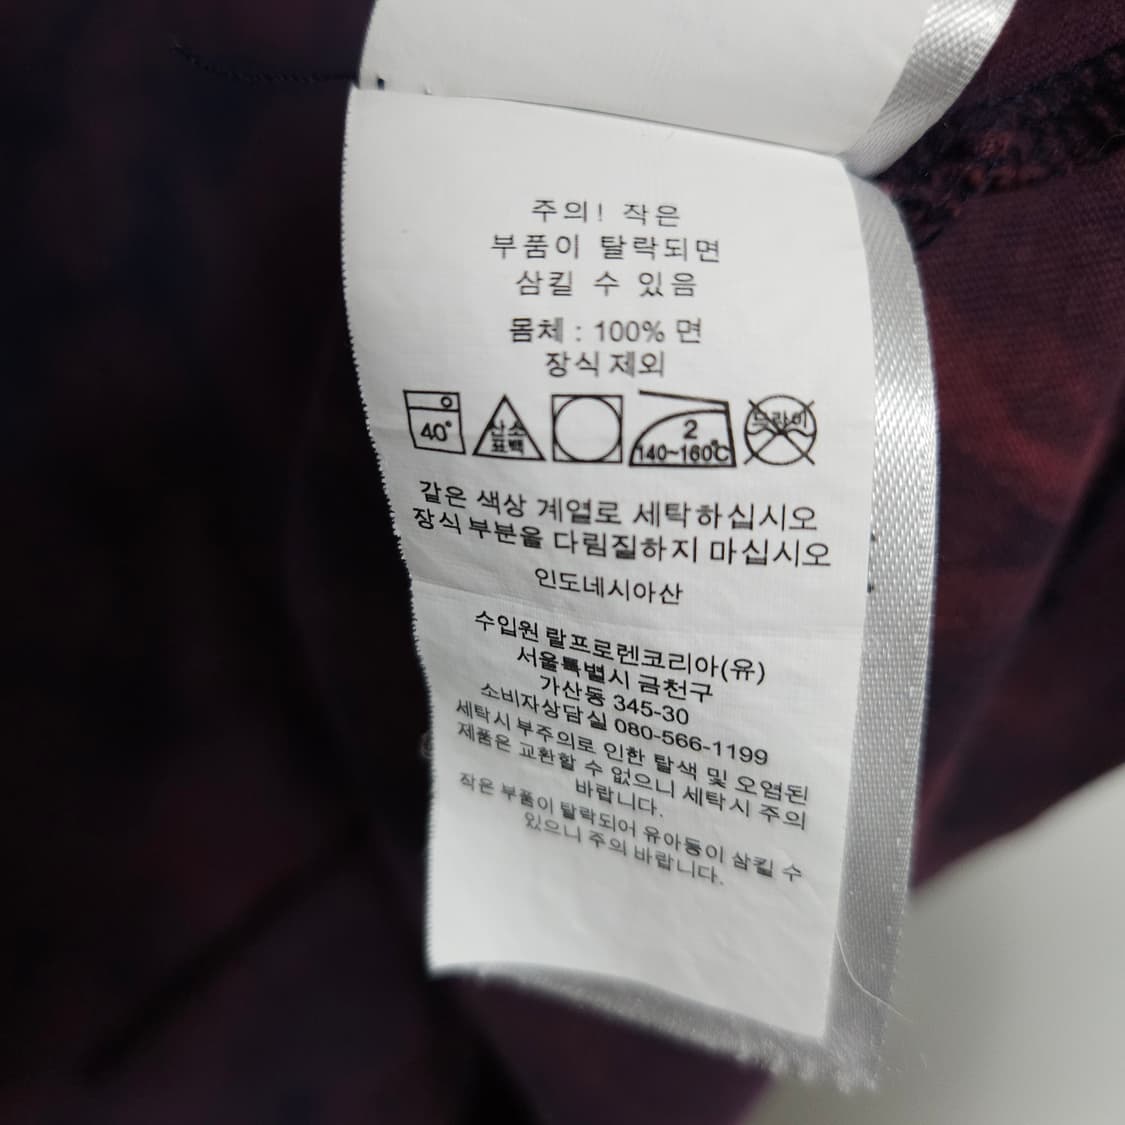 주의! 작은
부품이 탈락되면
삼킬 수 있음
몸체 : 100% 면
장식 제외
40°
산소
표백
2
140~160℃
드라이
같은 색상 계열로 세탁하십시오
장식 부분을 다림질하지 마십시오
인도네시아산
수입원 랄프로렌코리아(유)
서울특별시 금천구
가산동 345-30
소비자상담실 080-566-1199
세탁시 부주의로 인한 탈색 및 오염된
제품은 교환할 수 없으니 세탁시 주의
바랍니다.
작은 부품이 탈락되어 유아동이 삼킬 수
있으니 주의 바랍니다.